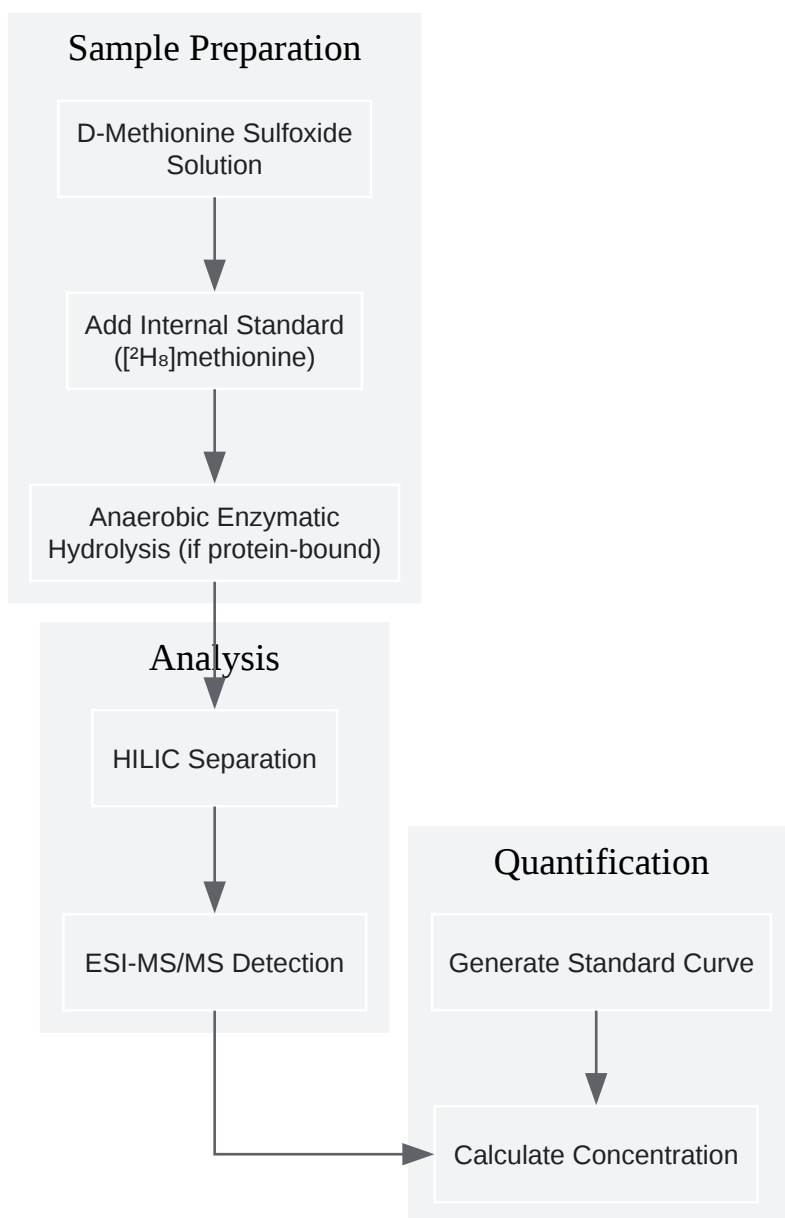 Sample Preparation
D-Methionine Sulfoxide
Solution
Add Internal Standard
([²H₈]methionine)
Anaerobic Enzymatic
Hydrolysis (if protein-bound)
Analysis
HILIC Separation
ESI-MS/MS Detection
Quantification
Generate Standard Curve
Calculate Concentration